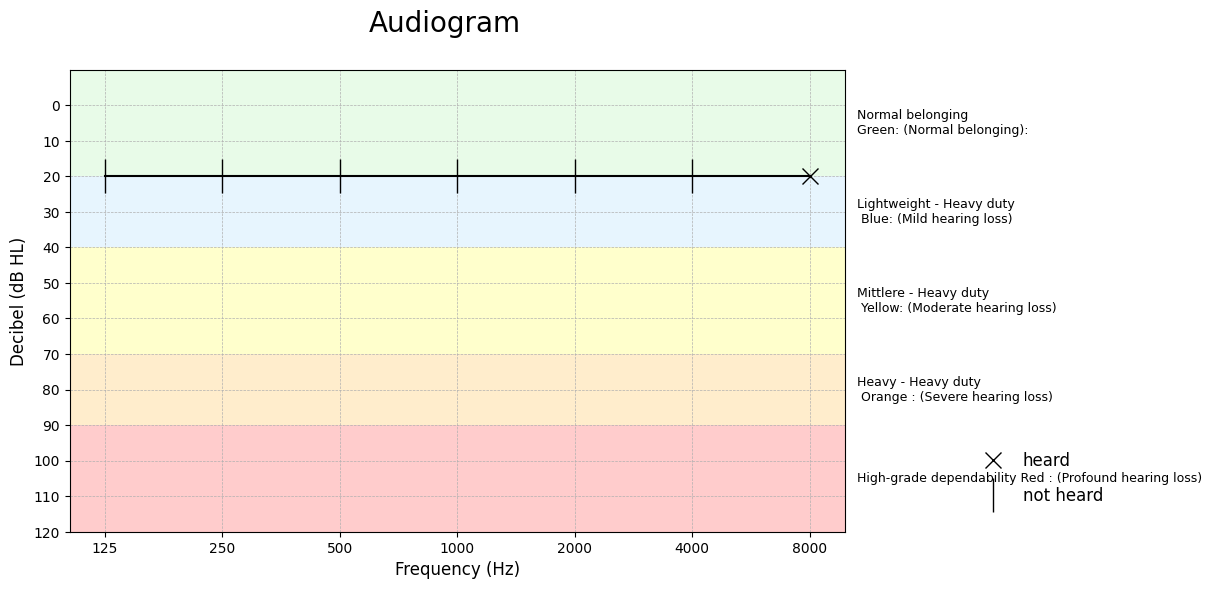 Audiogram
Decibel (dB HL)
0
10
20
30
40
50
60
70
80
90
100
110
120
125 250 500 1000 2000 4000 8000
Frequency (Hz)
Normal belonging
Green: (Normal belonging):
Lightweight - Heavy duty
Blue: (Mild hearing loss)
Mittlere - Heavy duty
Yellow: (Moderate hearing loss)
Heavy - Heavy duty
Orange : (Severe hearing loss)
heard
High-grade dependability Red : (Profound hearing loss)
not heard